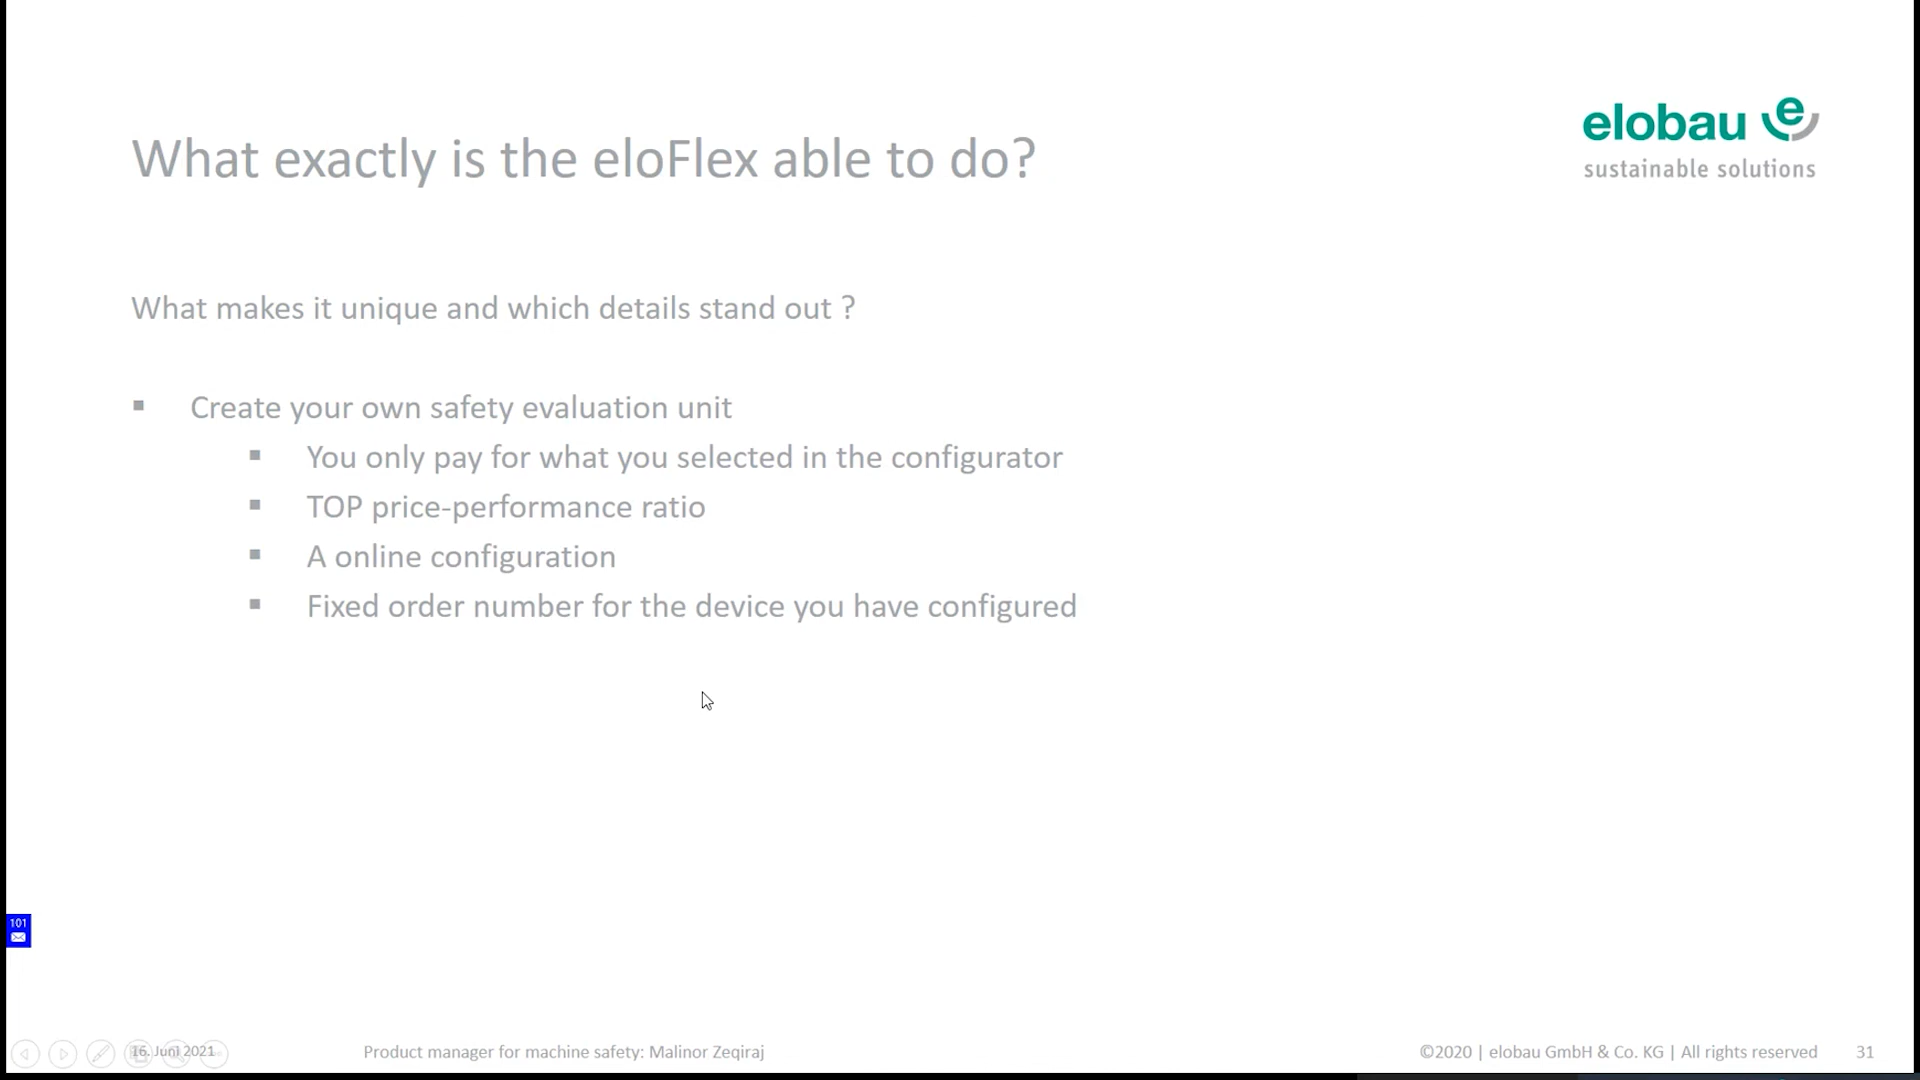 elobau e
sustainable solutions
What exactly is the eloFlex able to do?
What makes it unique and which details stand out ?
▪ Create your own safety evaluation unit
▪ You only pay for what you selected in the configurator
▪ TOP price-performance ratio
▪ A online configuration
▪ Fixed order number for the device you have configured
101
16. Juni 2021
Product manager for machine safety: Malinor Zeqiraj
©2020 | elobau GmbH & Co. KG | All rights reserved
31